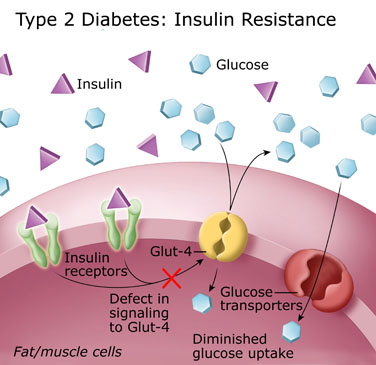 Type 2 Diabetes: Insulin Resistance
Glucose
Insulin
Insulin
receptors
Glut-4
Defect in
signaling
to Glut-4
Glucose
transporters
Diminished
glucose uptake
Fat/muscle cells